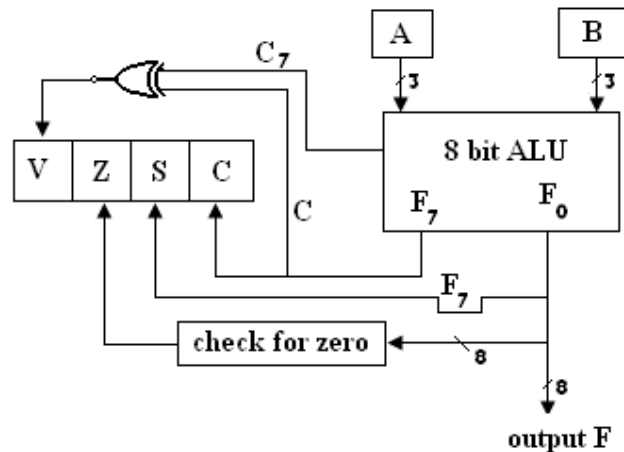 A
B
C7
3
3
8 bit ALU
V
Z
S
C
C
F7
F0
F7
check for zero
8
8
output F